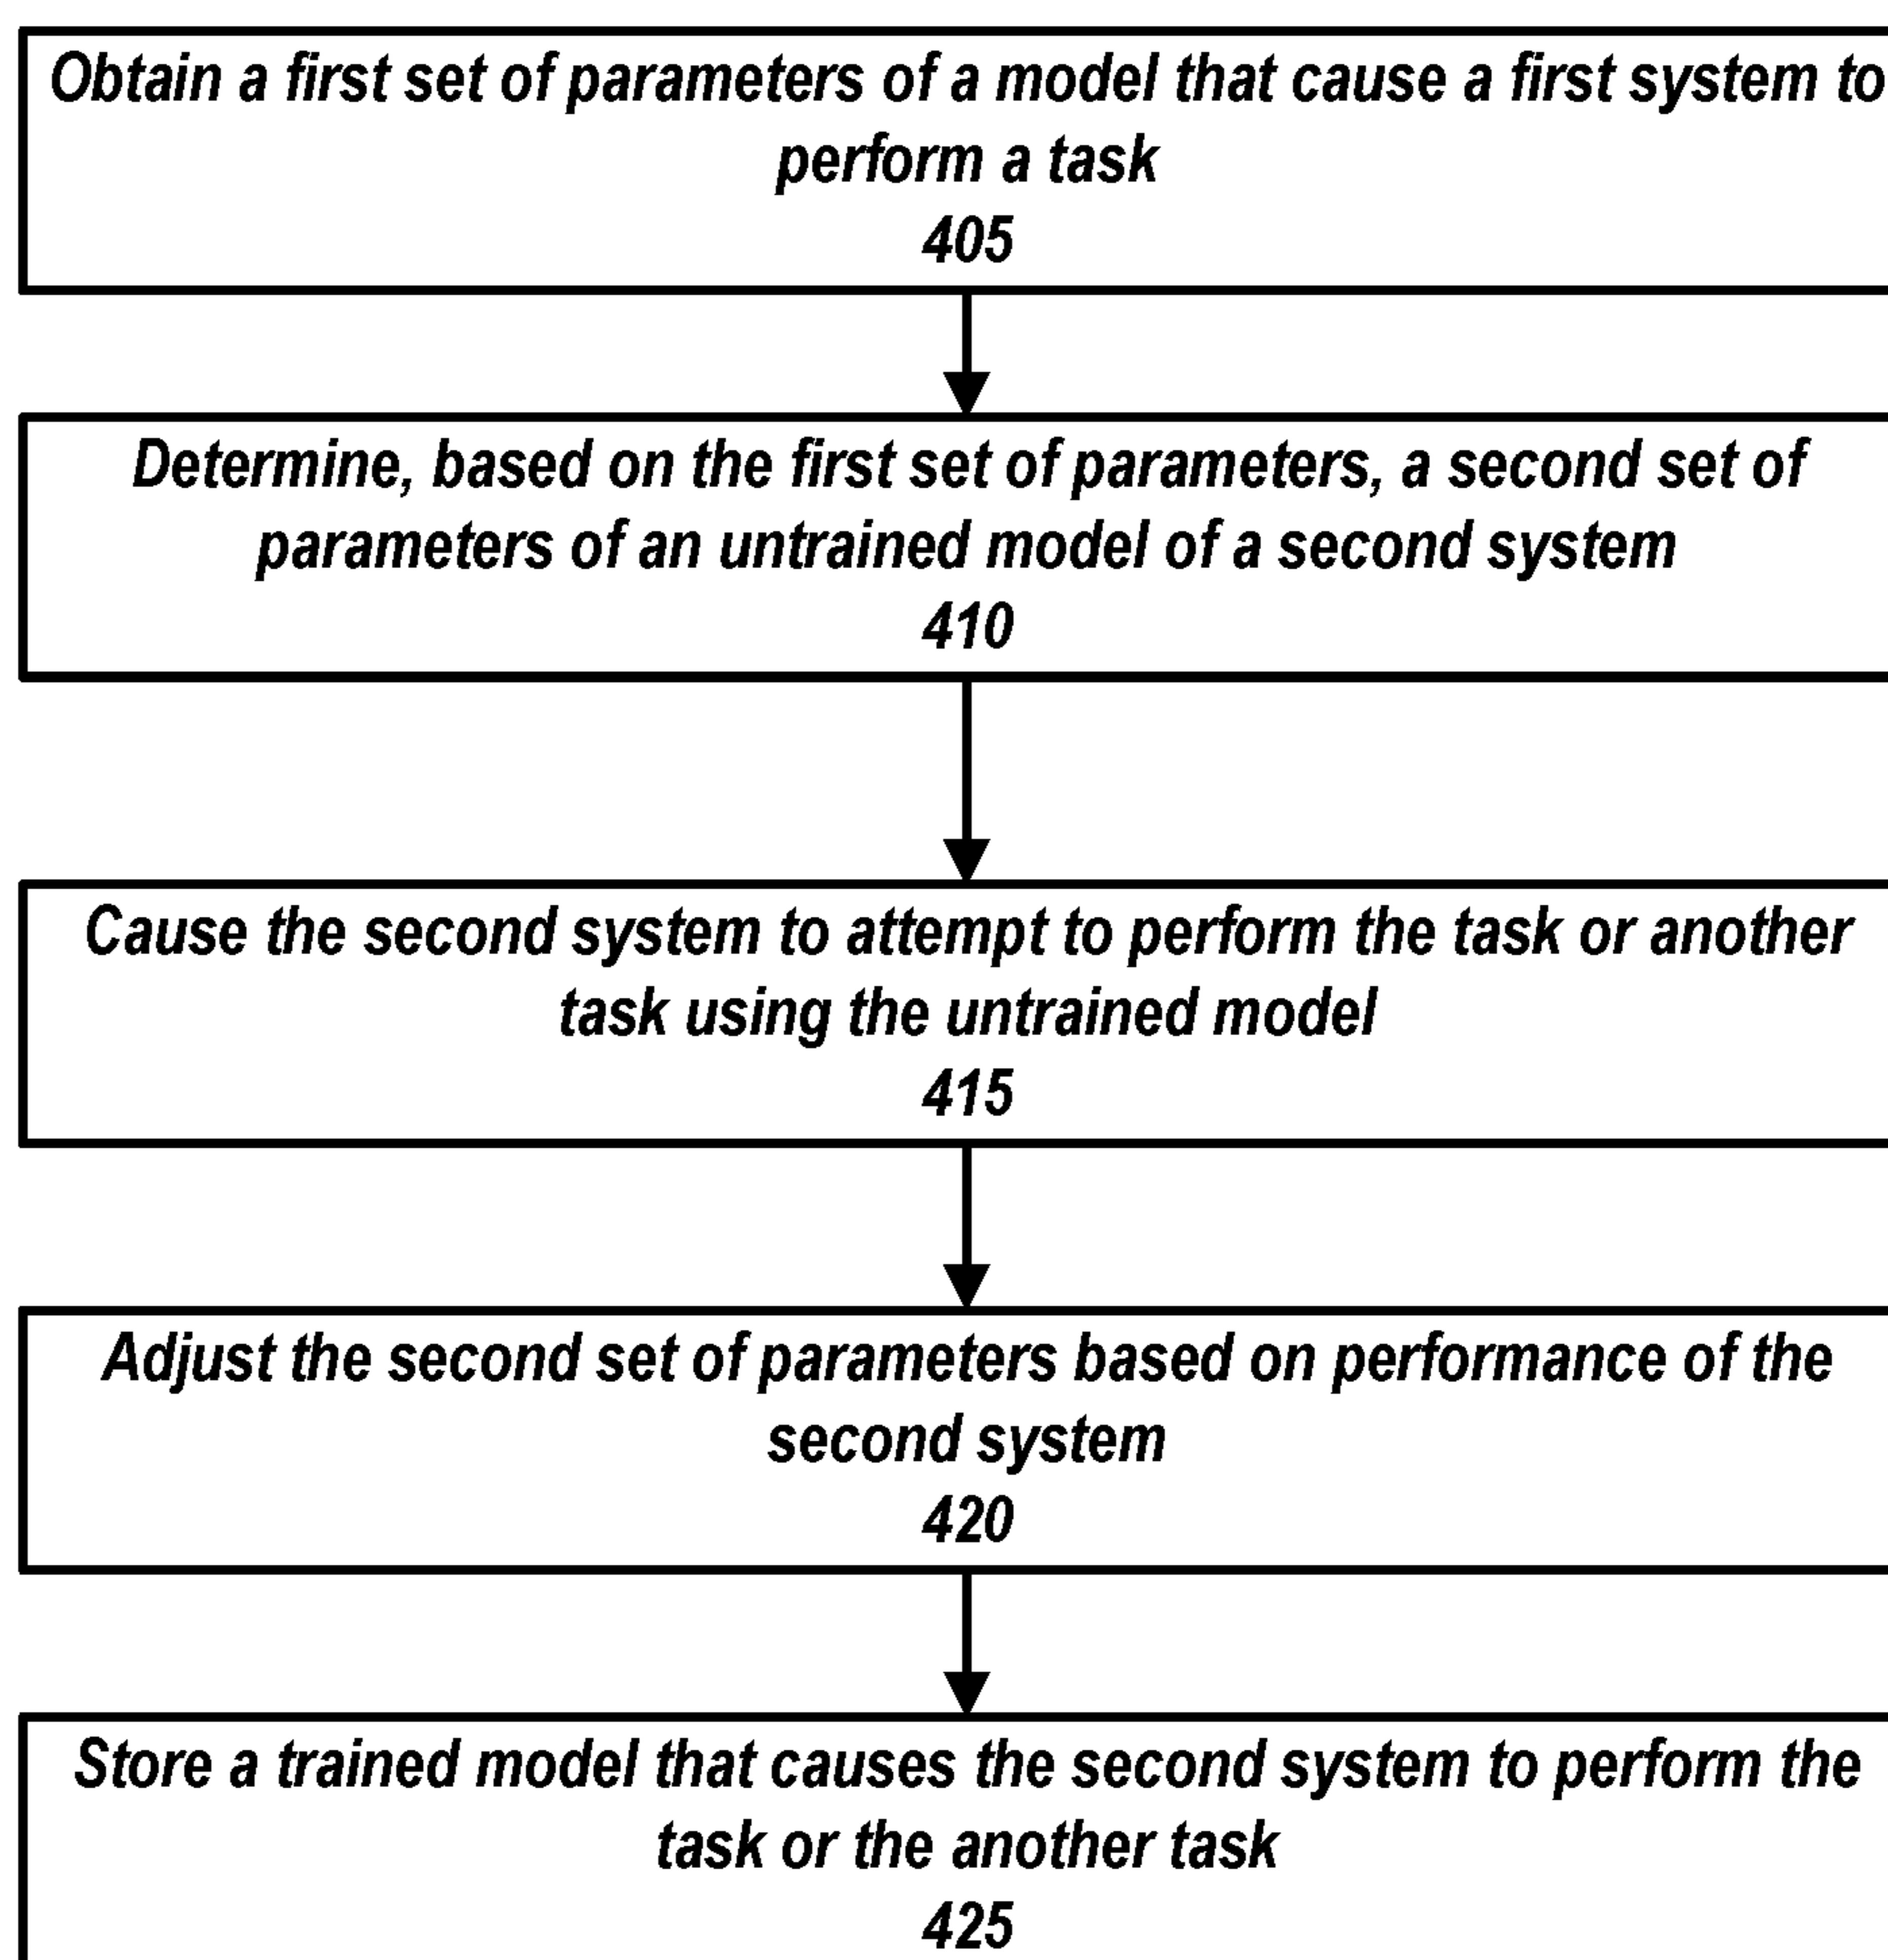 Obtain a first set of parameters of a model that cause a first system to
perform a task
405
Determine, based on the first set of parameters, a second set of
parameters of an untrained model of a second system
410
Cause the second system to attempt to perform the task or another
task using the untrained model
415
Adjust the second set of parameters based on performance of the
second system
420
Store a trained model that causes the second system to perform the
task or the another task
425